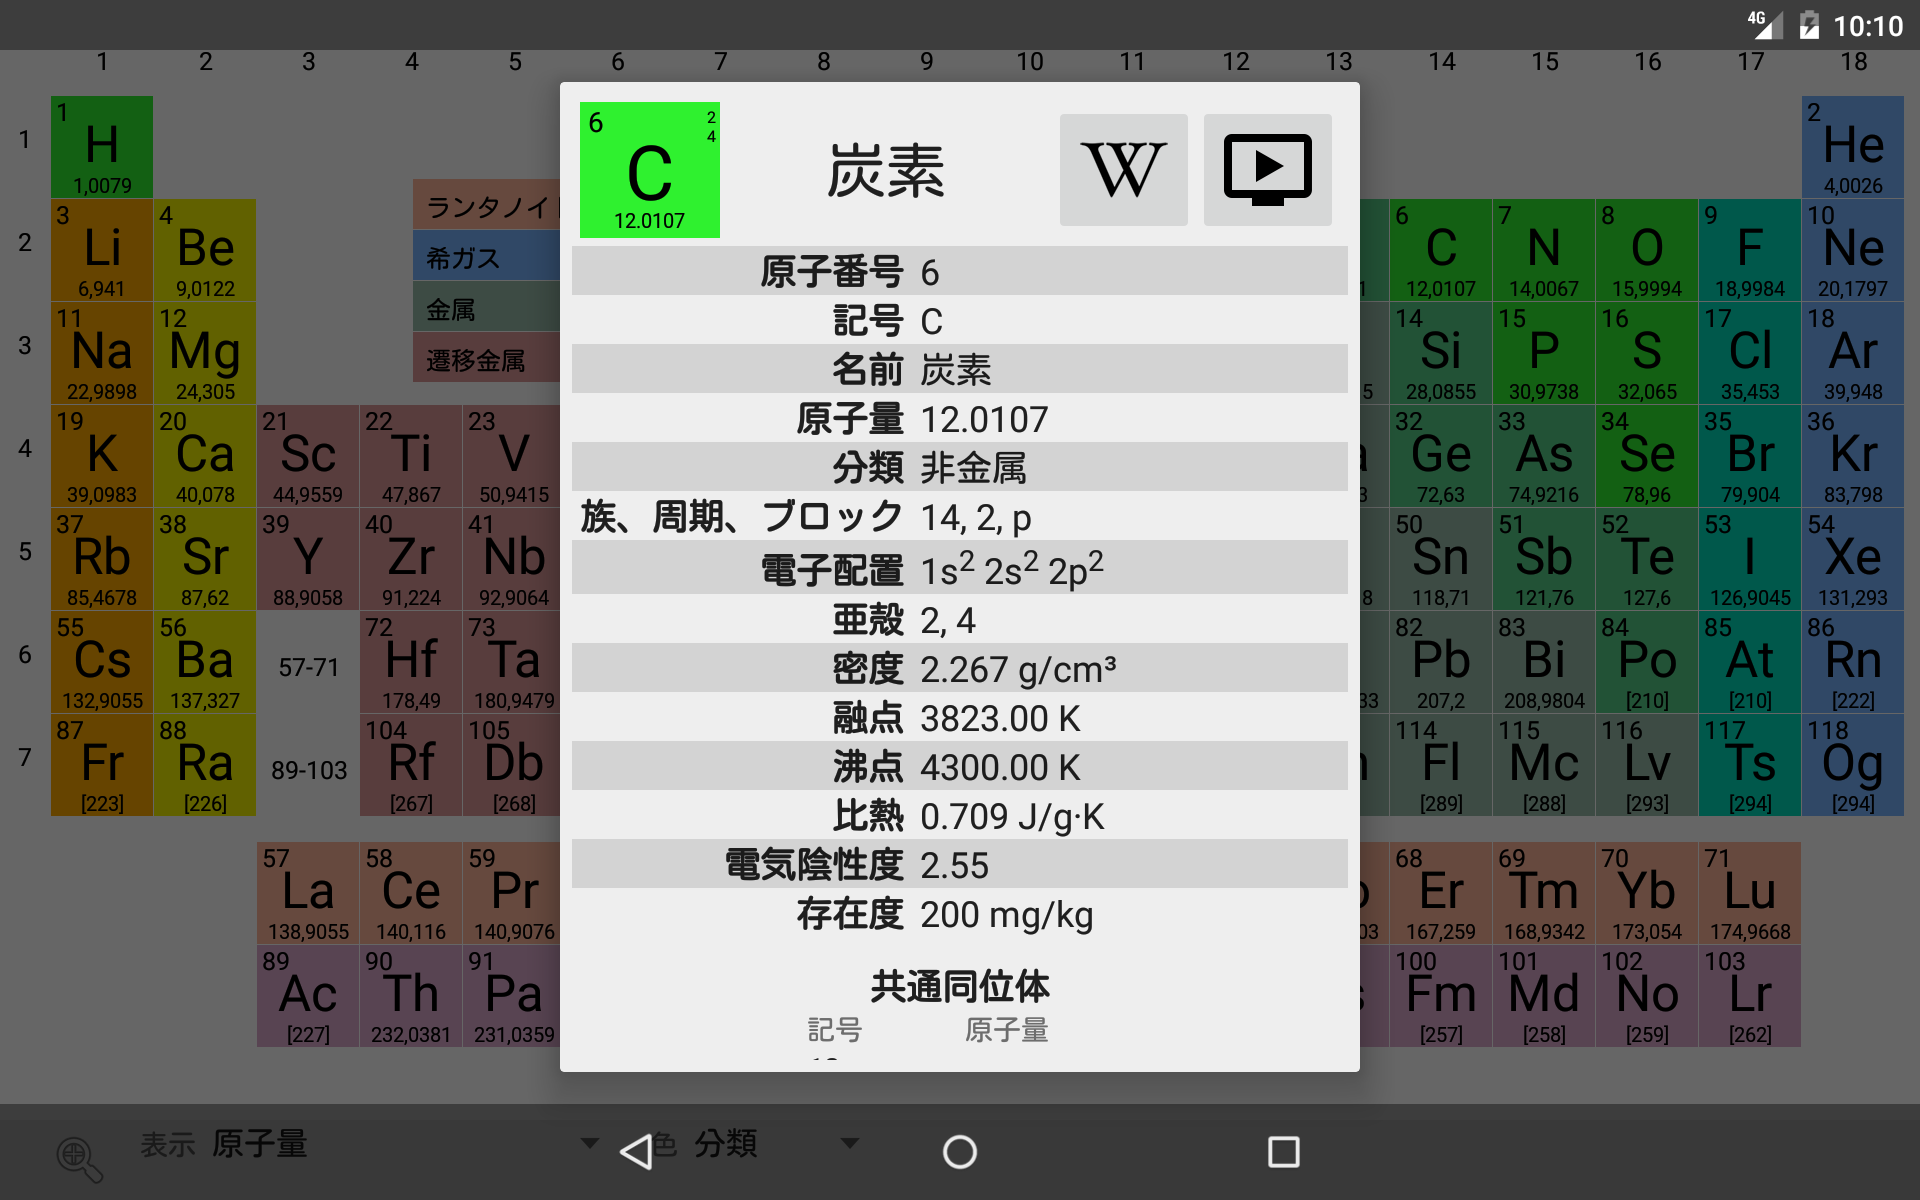 4G 10:10
1 2 3 4 5 6 7 8 9 10 11 12 13 14 15 16 17 18
1
1 H 1,0079
2 He 4,0026
2
3 Li 6,941
4 Be 9,0122
6 C 12,0107
7 N 14,0067
8 O 15,9994
9 F 18,9984
10 Ne 20,1797
3
11 Na 22,9898
12 Mg 24,305
14 Si 28,0855
15 P 30,9738
16 S 32,065
17 Cl 35,453
18 Ar 39,948
4
19 K 39,0983
20 Ca 40,078
21 Sc 44,9559
22 Ti 47,867
23 V 50,9415
32 Ge 72,63
33 As 74,9216
34 Se 78,96
35 Br 79,904
36 Kr 83,798
5
37 Rb 85,4678
38 Sr 87,62
39 Y 88,9058
40 Zr 91,224
41 Nb 92,9064
50 Sn 118,71
51 Sb 121,76
52 Te 127,6
53 I 126,9045
54 Xe 131,293
6
55 Cs 132,9055
56 Ba 137,327
57-71
72 Hf 178,49
73 Ta 180,9479
82 Pb 207,2
83 Bi 208,9804
84 Po [210]
85 At [210]
86 Rn [222]
7
87 Fr [223]
88 Ra [226]
89-103
104 Rf [267]
105 Db [268]
114 Fl [289]
115 Mc [288]
116 Lv [293]
117 Ts [294]
118 Og [294]
57 La 138,9055
58 Ce 140,116
59 Pr 140,9076
68 Er 167,259
69 Tm 168,9342
70 Yb 173,054
71 Lu 174,9668
89 Ac [227]
90 Th 232,0381
91 Pa 231,0359
100 Fm [257]
101 Md [258]
102 No [259]
103 Lr [262]
ランタノイ
希ガス
金属
遷移金属
6 2
4
C
12.0107
炭素
W
原子番号 6
記号 C
名前 炭素
原子量 12.0107
分類 非金属
族、周期、ブロック 14, 2, p
電子配置 1s² 2s² 2p²
亜殻 2, 4
密度 2.267 g/cm³
融点 3823.00 K
沸点 4300.00 K
比熱 0.709 J/g·K
電気陰性度 2.55
存在度 200 mg/kg
共通同位体
記号 原子量
表示 原子量 色 分類